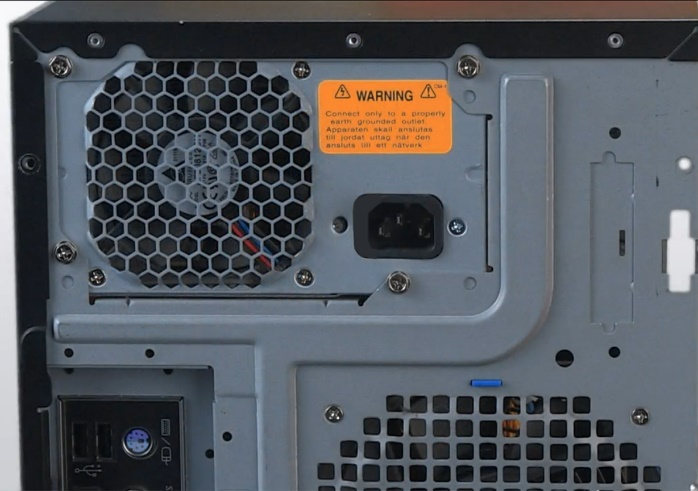 WARNING
Connect only to a properly
earth grounded outlet.
Apparaten skall anslutas
till jordat uttag när den
ansluts till ett nätverk